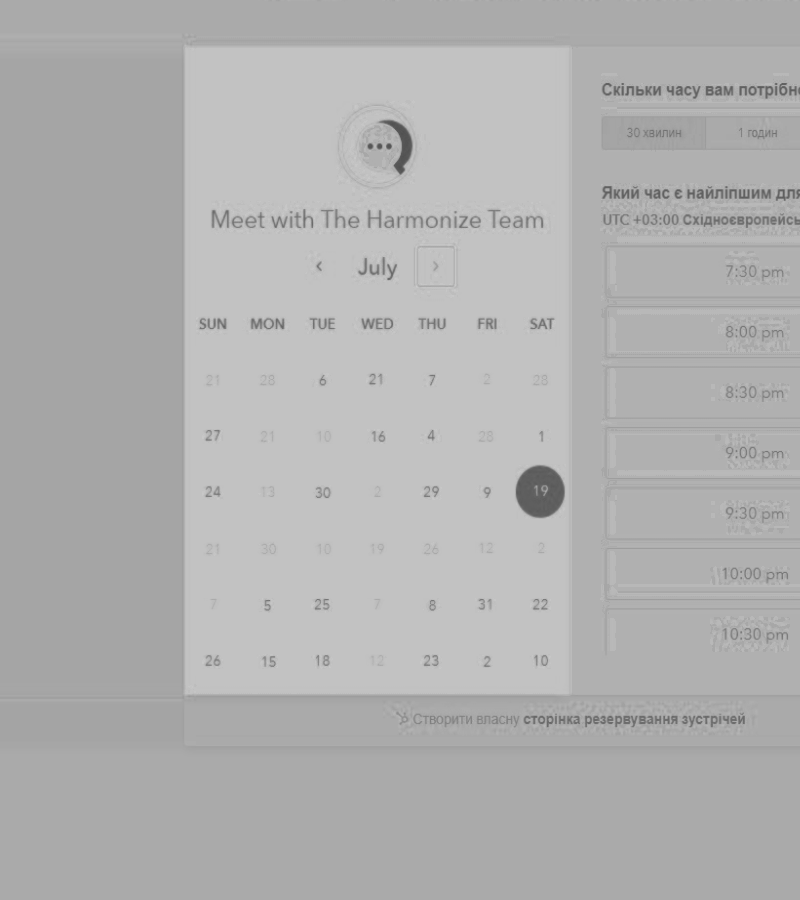 Meet with The Harmonize Team
July
SUN MON TUE WED THU FRI SAT
21 28 6 21 7 2 28
27 21 10 16 4 28 1
24 13 30 2 29 9 19
21 30 10 19 26 12 2
7 5 25 7 8 31 22
26 15 18 12 23 2 10
Скільки часу вам потрібн
30 хвилин 1 годин
Який час є найліпшим для
UTC +03:00 Східноєвропейсь
7:30 pm
8:00 pm
8:30 pm
9:00 pm
9:30 pm
10:00 pm
10:30 pm
Створити власну сторінка резервування зустрічей